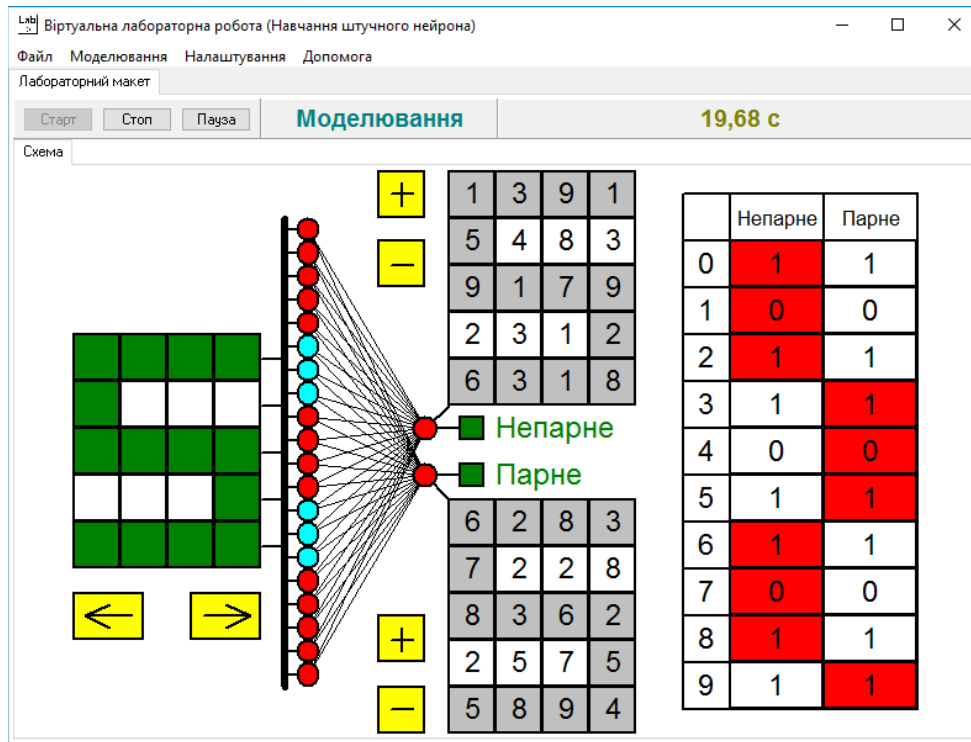 Lab
Віртуальна лабораторна робота (Навчання штучного нейрона)
Файл Моделювання Налаштування Допомога
Лабораторний макет
Старт Стоп Пауза Моделювання 19,68 с
Схема
+
−
1 3 9 1
5 4 8 3
9 1 7 9
2 3 1 2
6 3 1 8
Непарне
Парне
6 2 8 3
7 2 2 8
8 3 6 2
2 5 7 5
5 8 9 4
← →
+
−
Непарне Парне
0 1 1
1 0 0
2 1 1
3 1 1
4 0 0
5 1 1
6 1 1
7 0 0
8 1 1
9 1 1